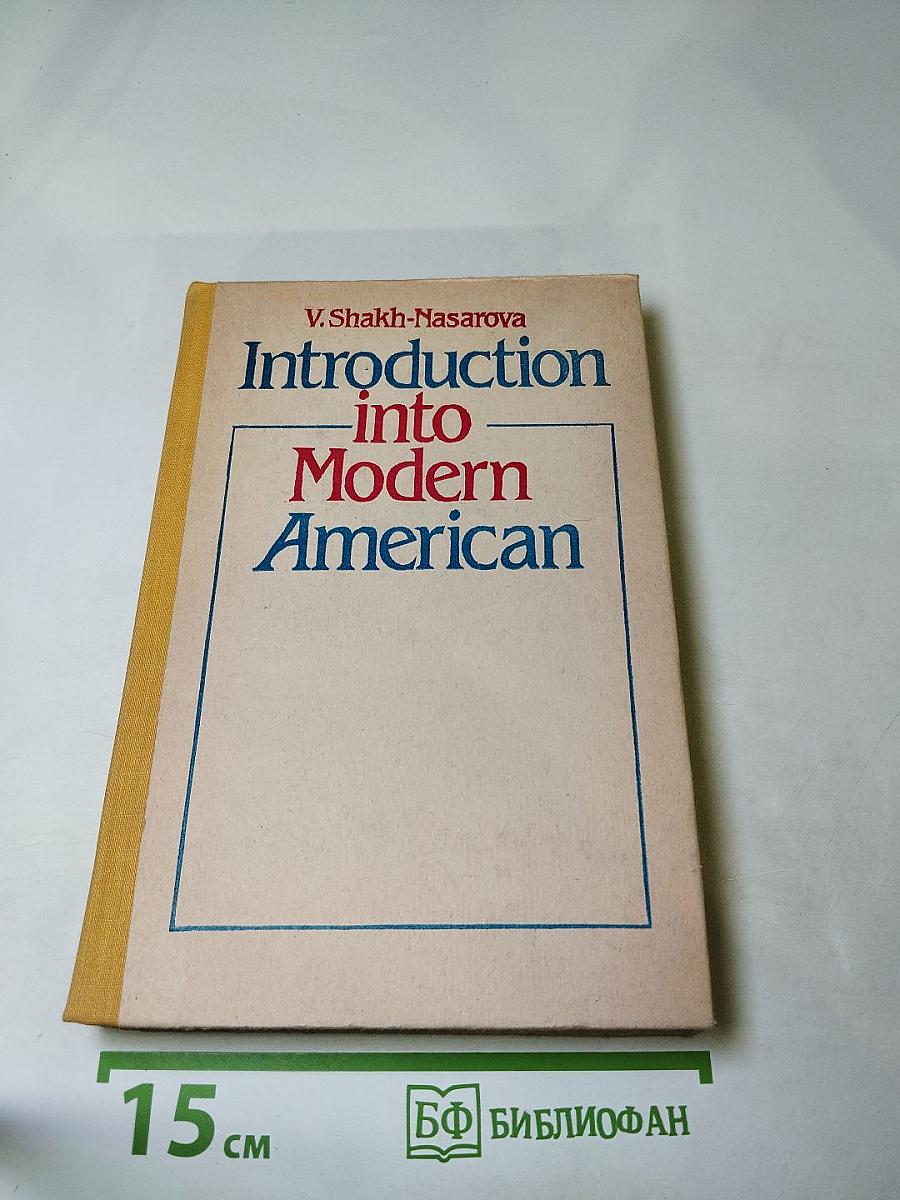 V. Shakh-Nasarova
Introduction
into
Modern
American
15 см
БФ БИБЛИОФАН